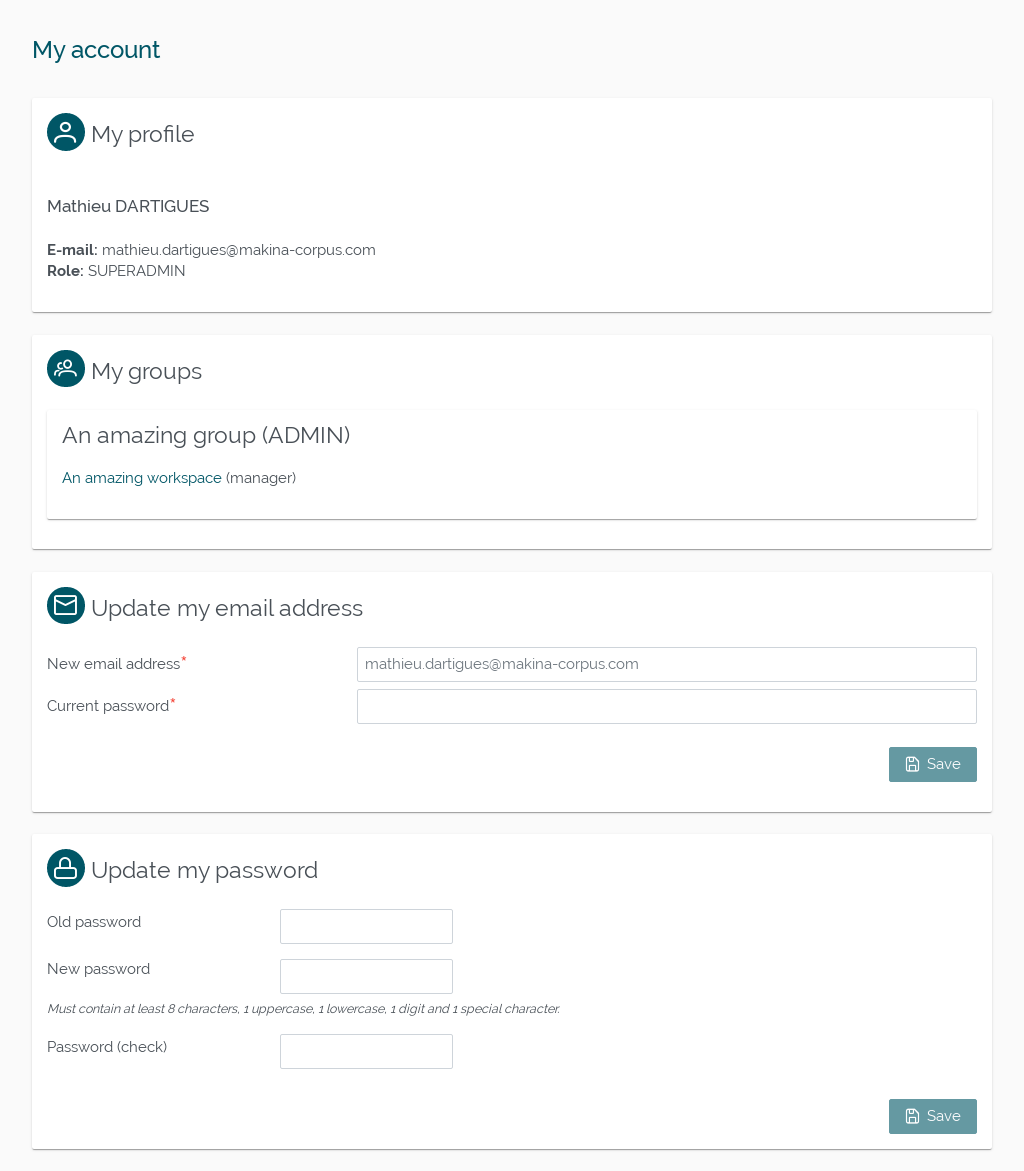 My account
My profile
Mathieu DARTIGUES
E-mail: mathieu.dartigues@makina-corpus.com
Role: SUPERADMIN
My groups
An amazing group (ADMIN)
An amazing workspace (manager)
Update my email address
New email address* mathieu.dartigues@makina-corpus.com
Current password*
Save
Update my password
Old password
New password
Must contain at least 8 characters, 1 uppercase, 1 lowercase, 1 digit and 1 special character.
Password (check)
Save